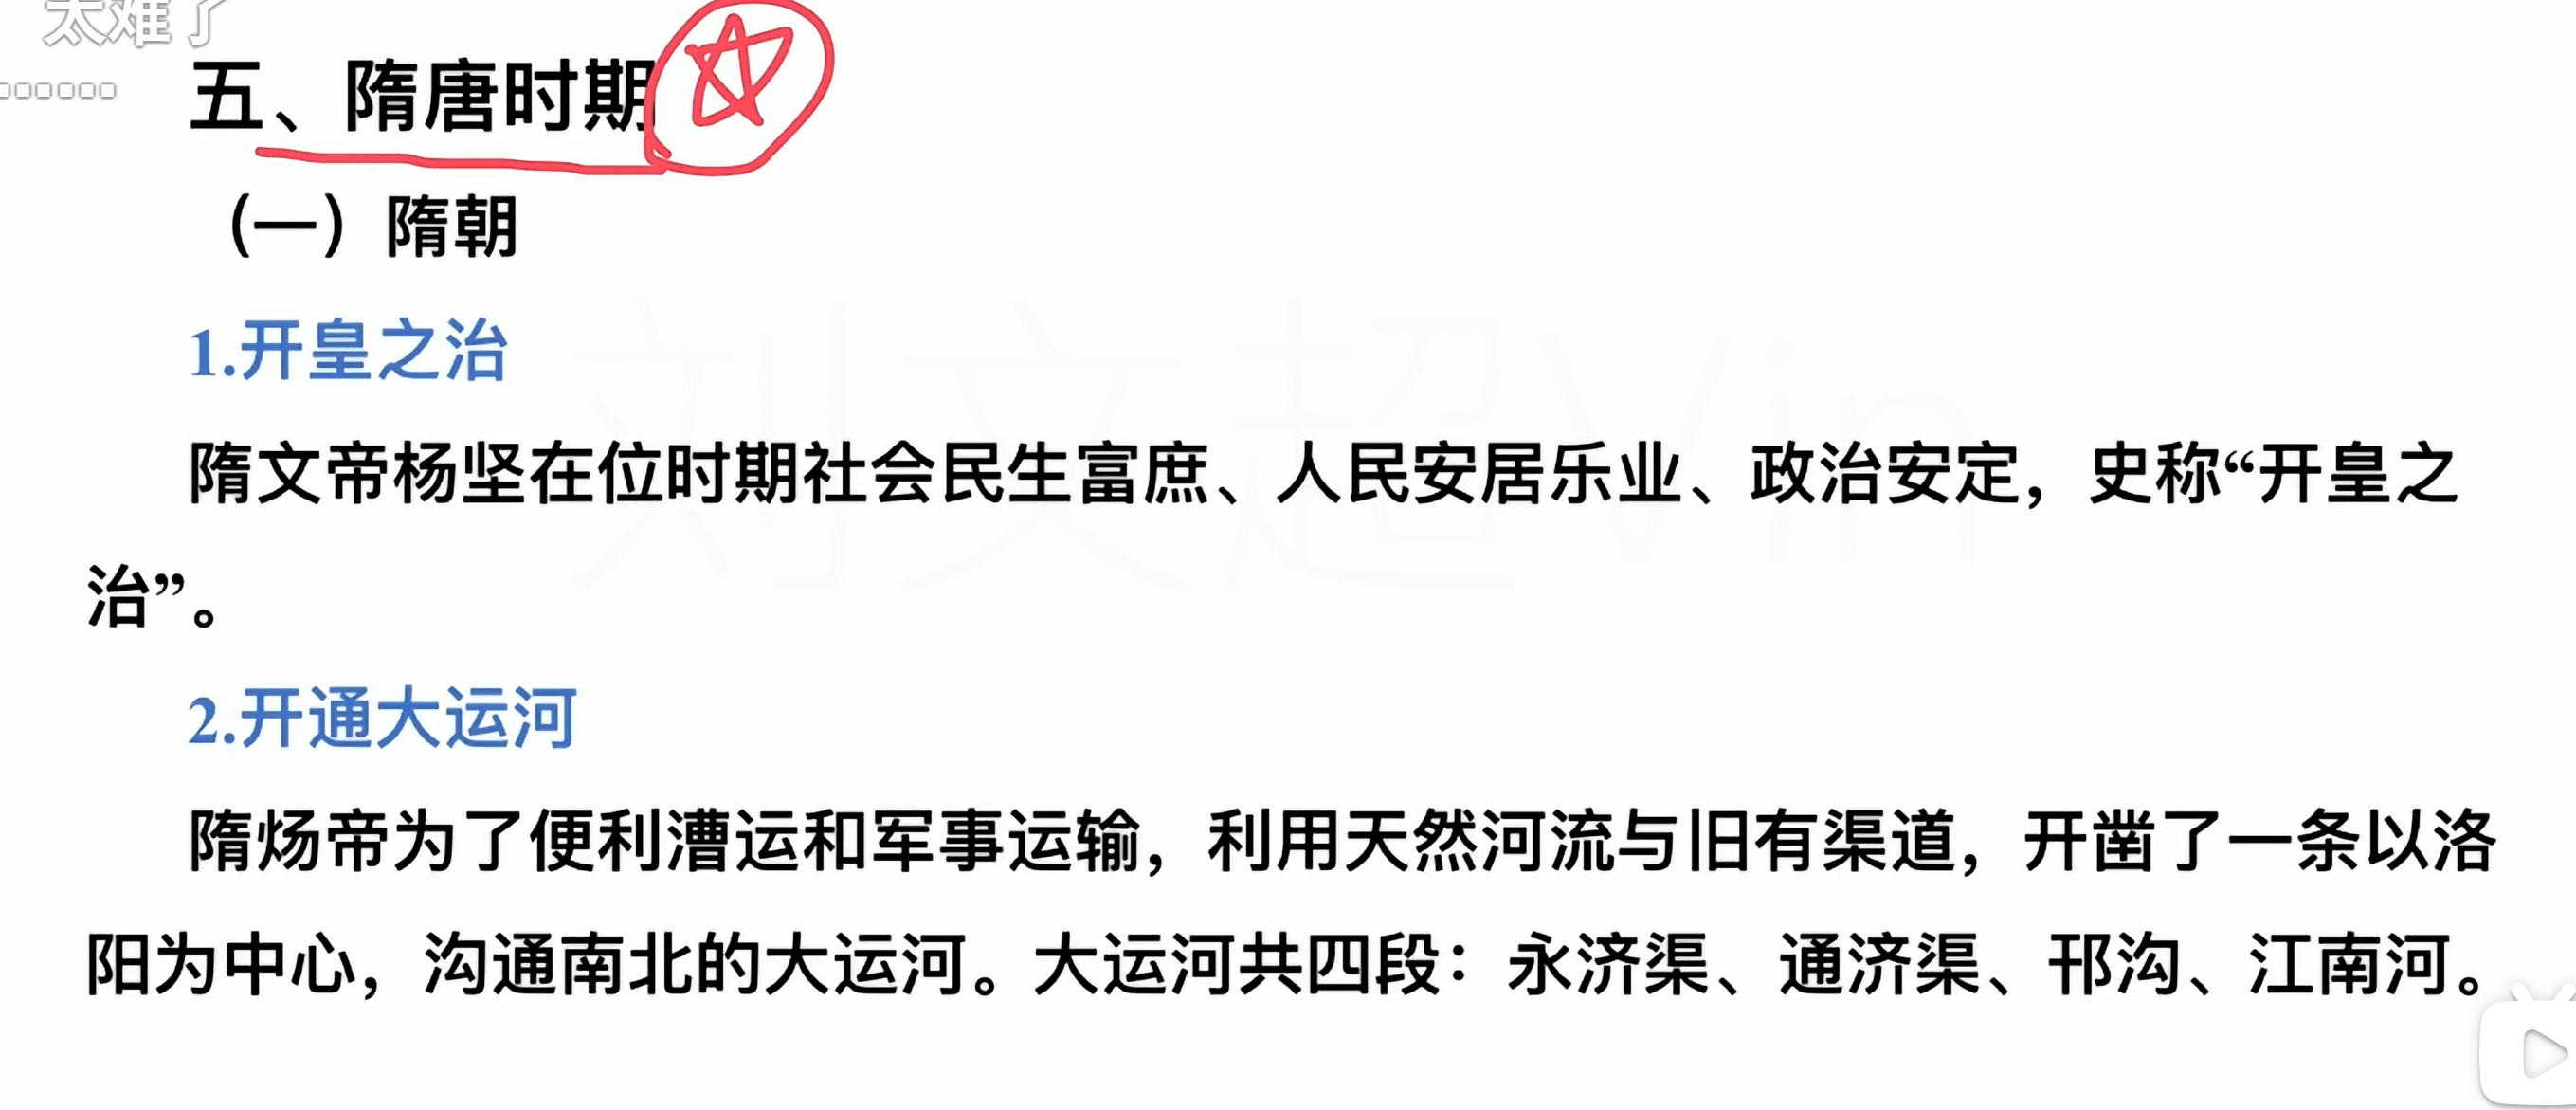 太难了
......
五、隋唐时期
（一）隋朝
1.开皇之治
隋文帝杨坚在位时期社会民生富庶、人民安居乐业、政治安定，史称“开皇之
治”。
2.开通大运河
隋炀帝为了便利漕运和军事运输，利用天然河流与旧有渠道，开凿了一条以洛
阳为中心，沟通南北的大运河。大运河共四段：永济渠、通济渠、邗沟、江南河。
刘文超Vin